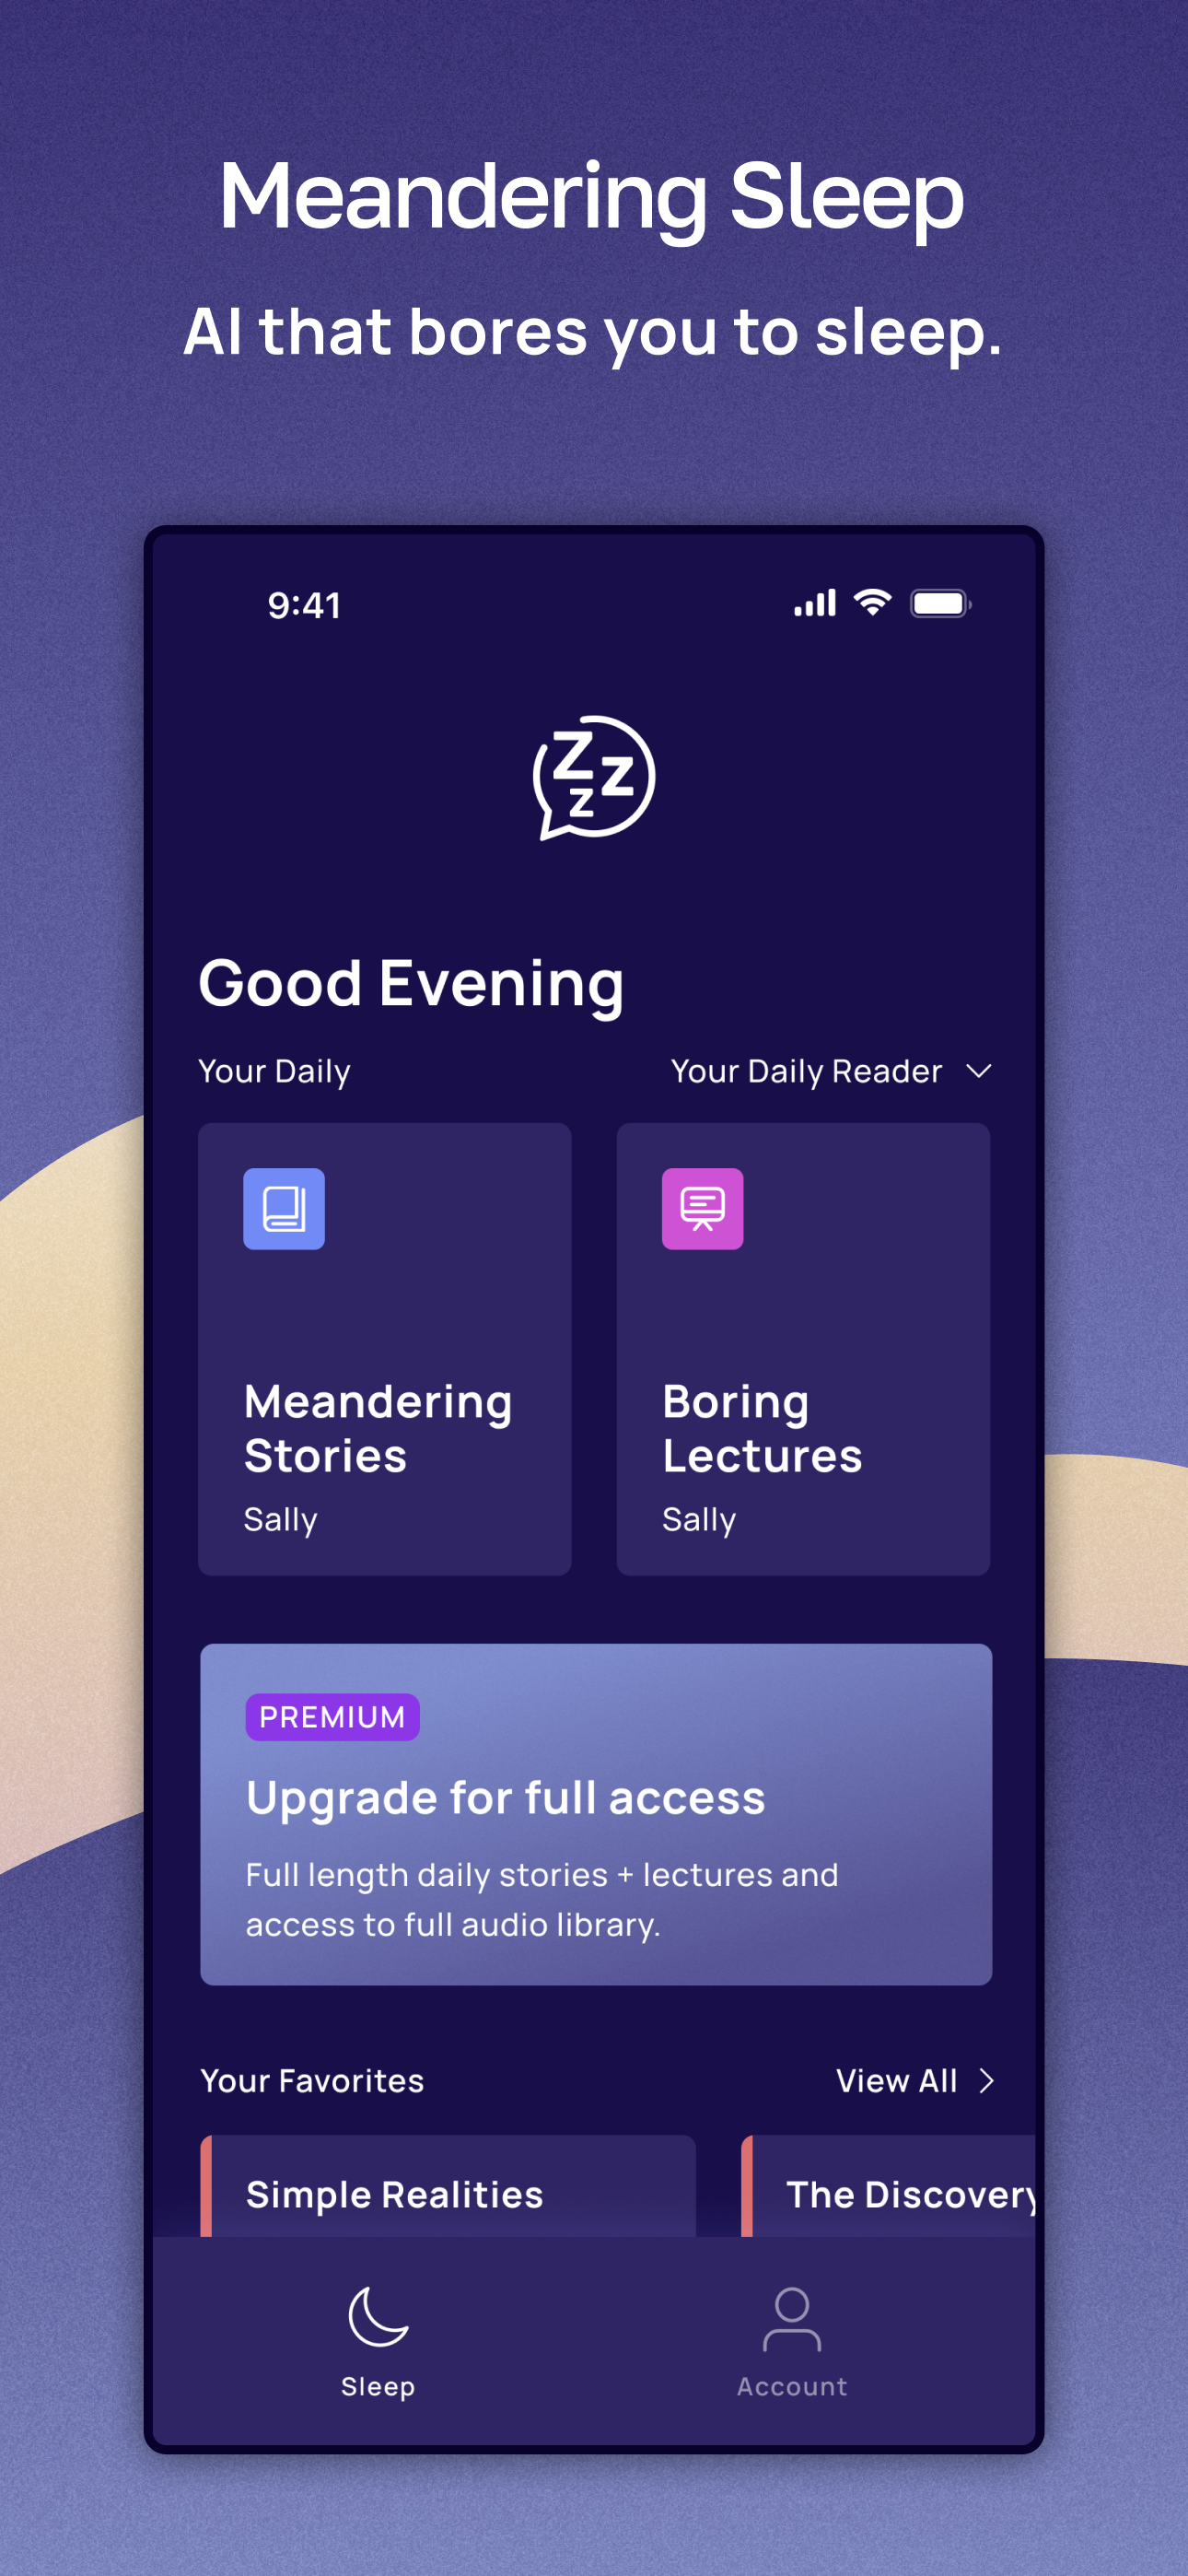 Meandering Sleep
AI that bores you to sleep.
9:41
Z z z
Good Evening
Your Daily
Your Daily Reader
Meandering
Stories
Sally
Boring
Lectures
Sally
PREMIUM
Upgrade for full access
Full length daily stories + lectures and
access to full audio library.
Your Favorites
View All
Simple Realities
The Discovery
Sleep
Account